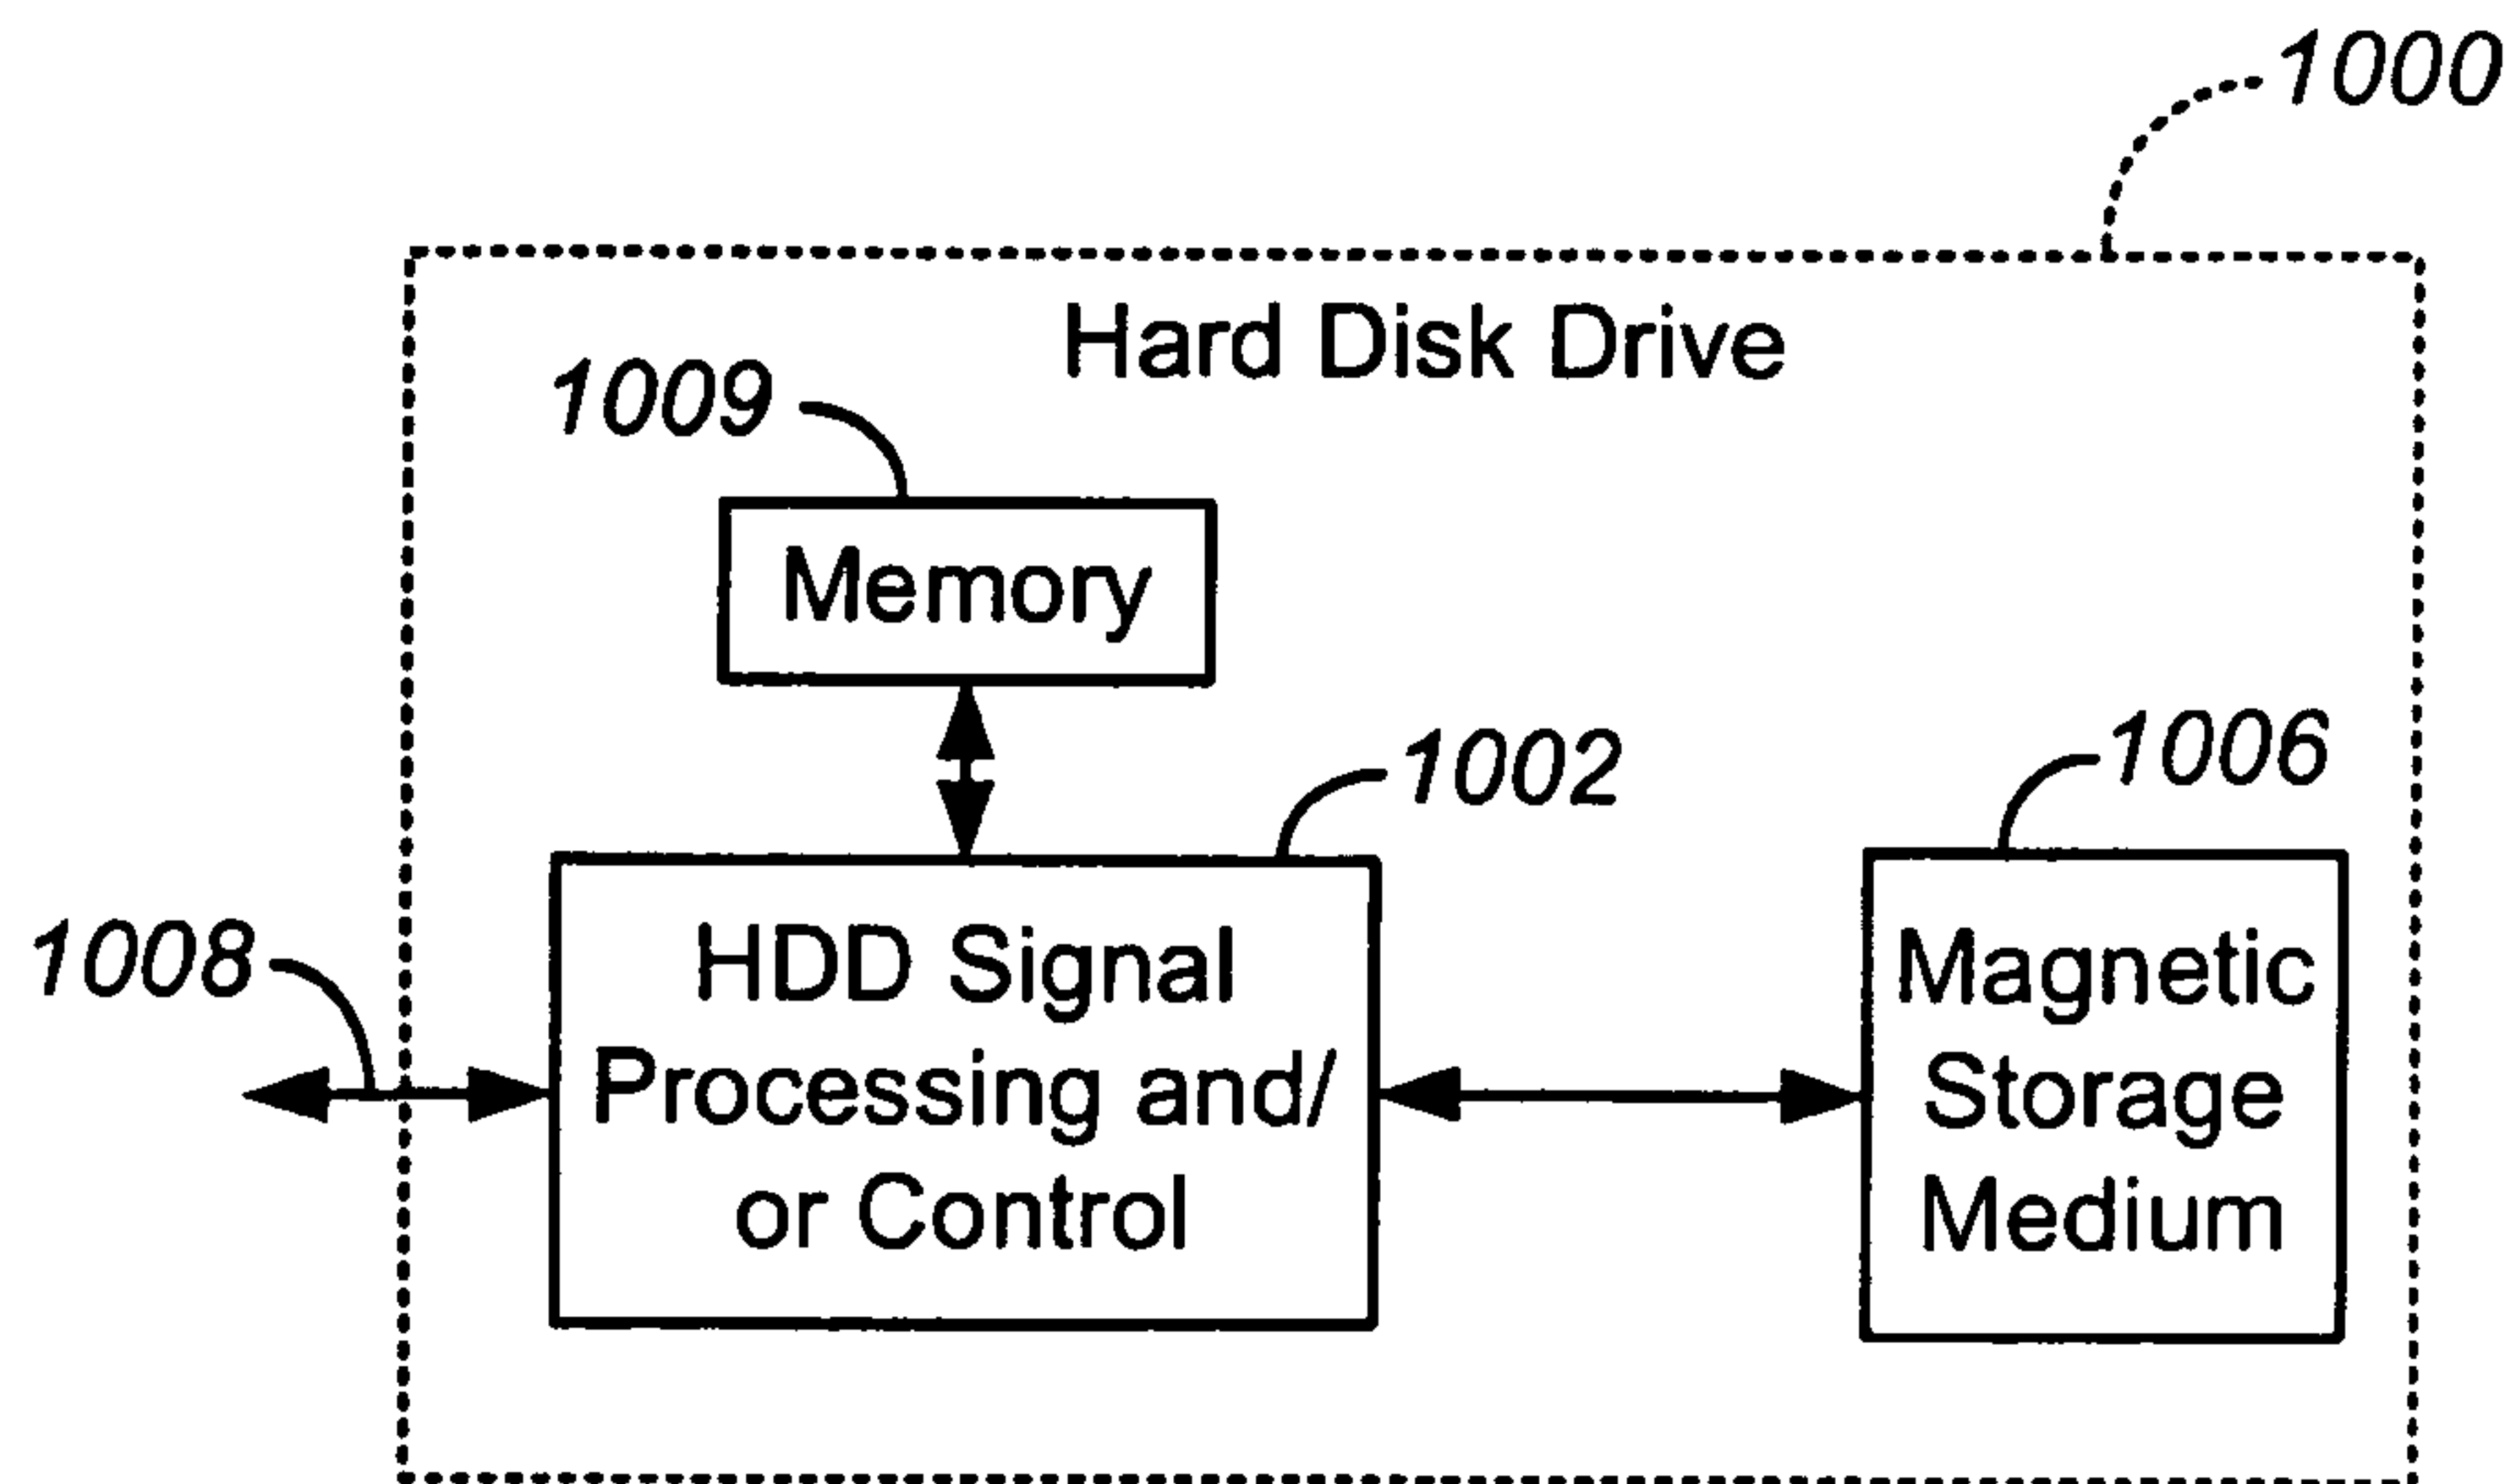 1000
Hard Disk Drive
1009
Memory
1002
1006
1008
HDD Signal
Processing and/
or Control
Magnetic
Storage
Medium